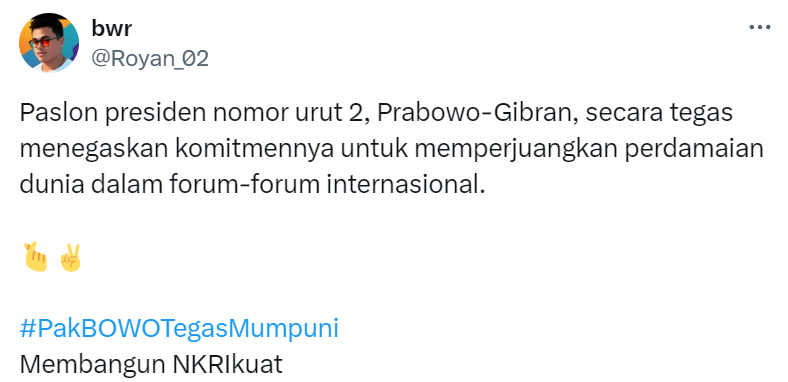 bwr
@Royan_02
Paslon presiden nomor urut 2, Prabowo-Gibran, secara tegas
menegaskan komitmennya untuk memperjuangkan perdamaian
dunia dalam forum-forum internasional.
🫰✌️
#PakBOWOTegasMumpuni
Membangun NKRIkuat